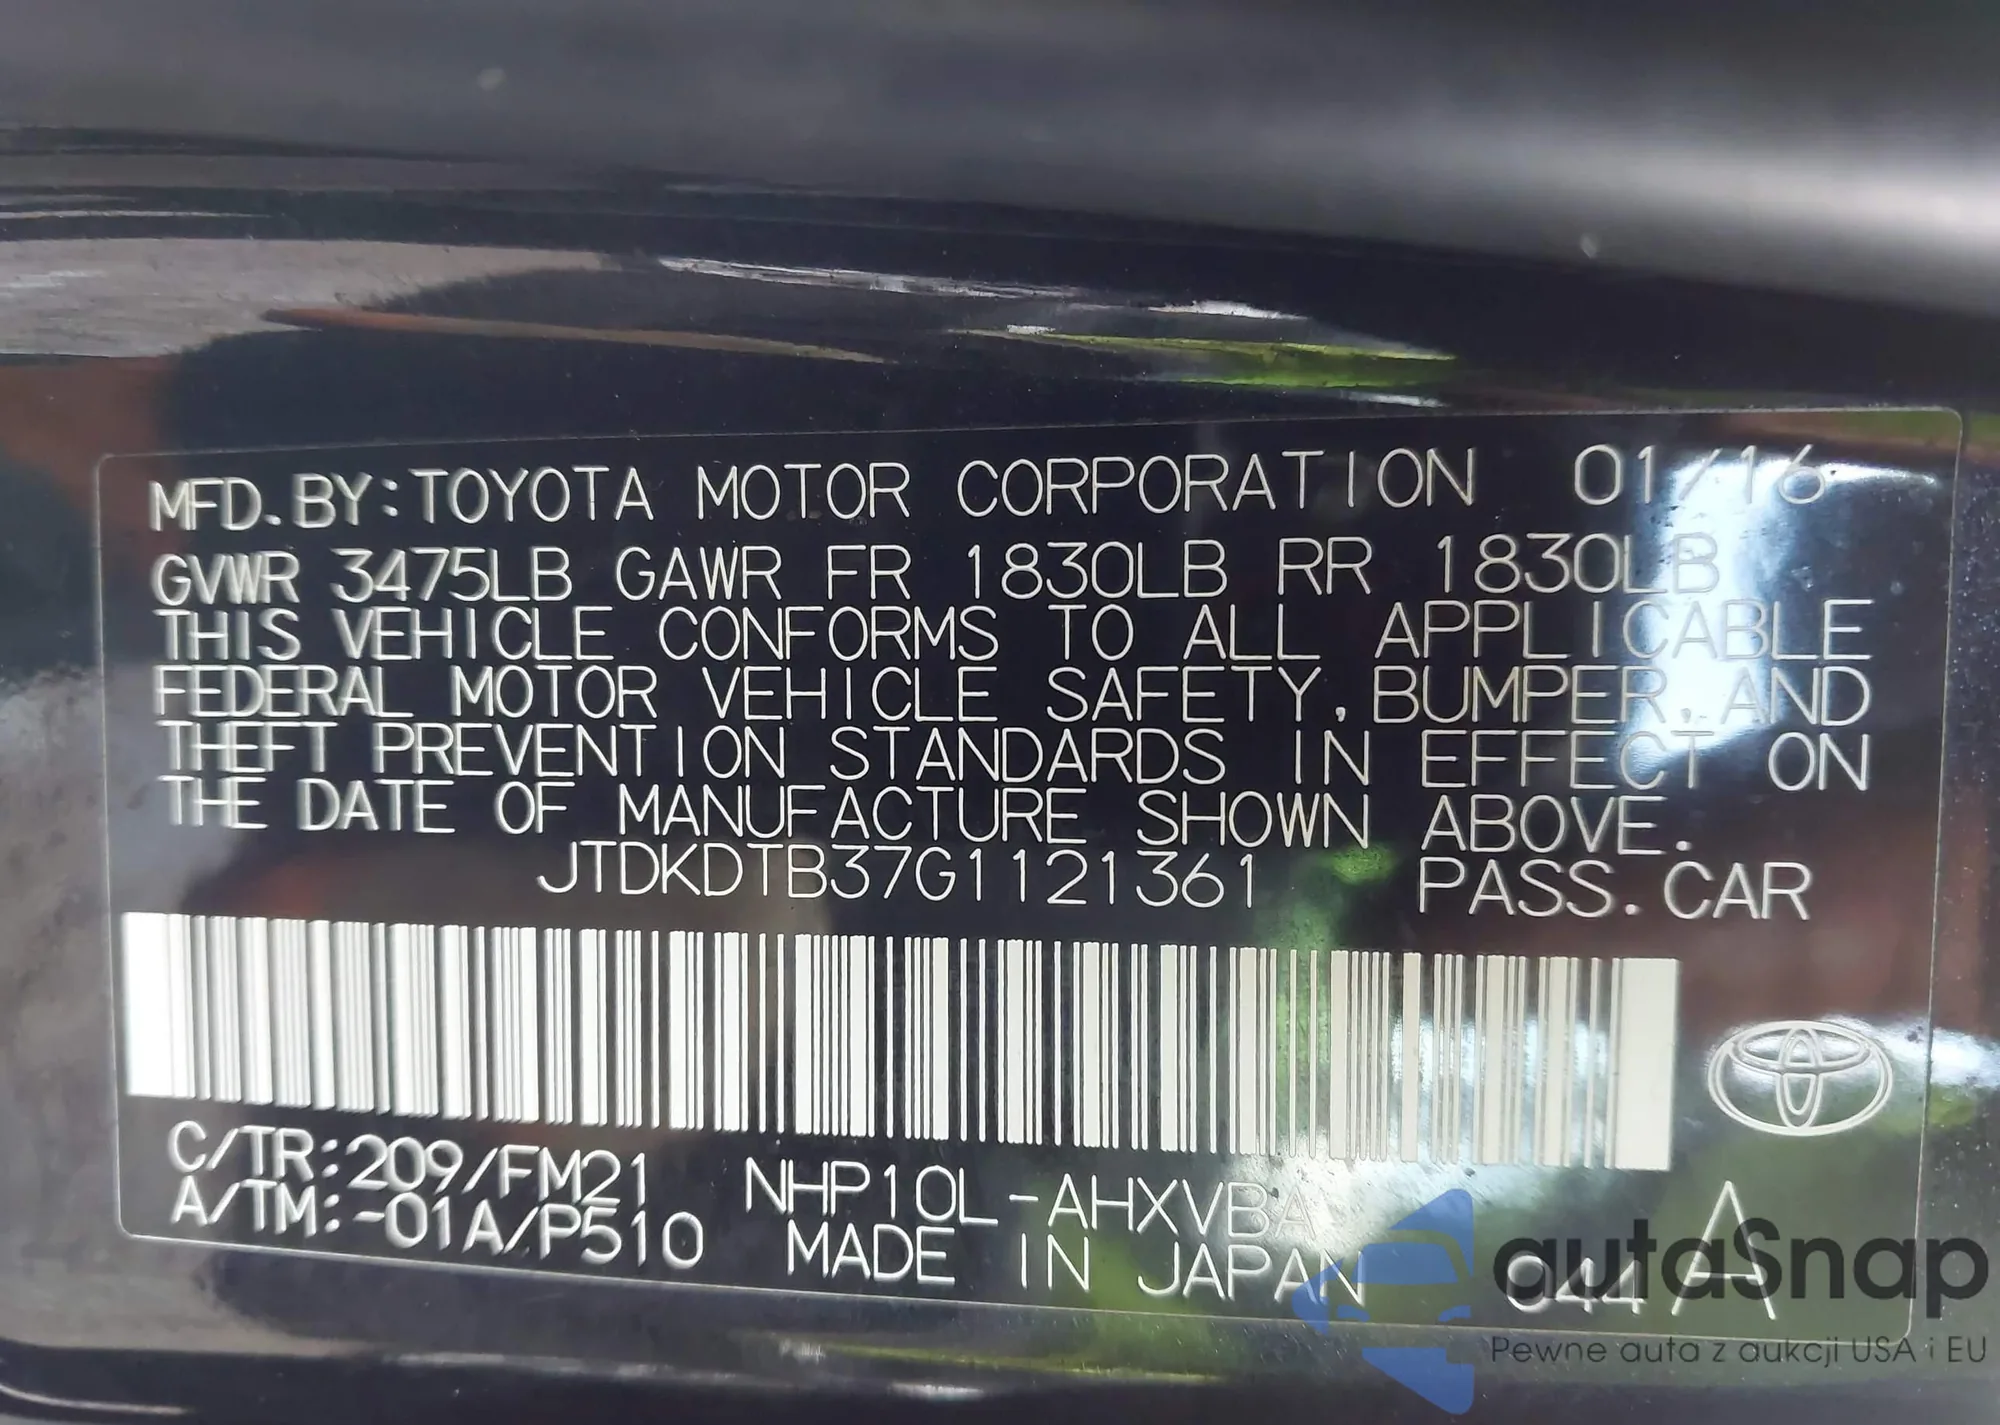 MFD.BY:TOYOTA MOTOR CORPORATION 01/16
GVWR 3475LB GAWR FR 1830LB RR 1830LB
THIS VEHICLE CONFORMS TO ALL APPLICABLE
FEDERAL MOTOR VEHICLE SAFETY,BUMPER,AND
THEFT PREVENTION STANDARDS IN EFFECT ON
THE DATE OF MANUFACTURE SHOWN ABOVE.
JTDKDTB37G1121361 PASS.CAR
C/TR:209/FM21 NHP10L-AHXVBA
A/TM:-01A/P510 MADE IN JAPAN 044 A
autaSnap
Pewne auta z aukcji USA i EU